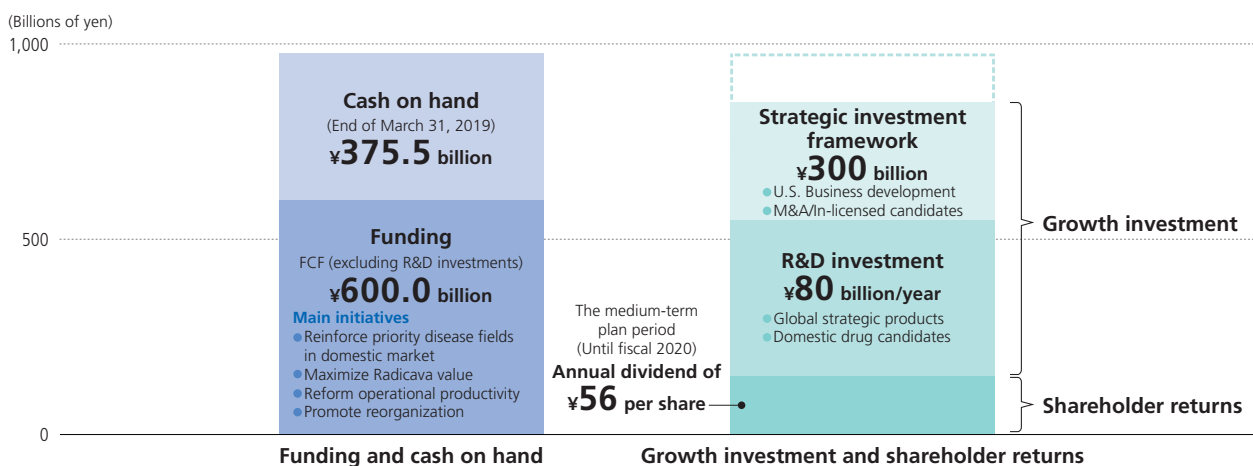 (Billions of yen)
1,000
500
0
Cash on hand
(End of March 31, 2019)
¥375.5 billion
Funding
FCF (excluding R&D investments)
¥600.0 billion
Main initiatives
●Reinforce priority disease fields
in domestic market
●Maximize Radicava value
●Reform operational productivity
●Promote reorganization
Funding and cash on hand
The medium-term
plan period
(Until fiscal 2020)
Annual dividend of
¥56 per share
Strategic investment
framework
¥300 billion
●U.S. Business development
●M&A/In-licensed candidates
R&D investment
¥80 billion/year
●Global strategic products
●Domestic drug candidates
Growth investment
Shareholder returns
Growth investment and shareholder returns